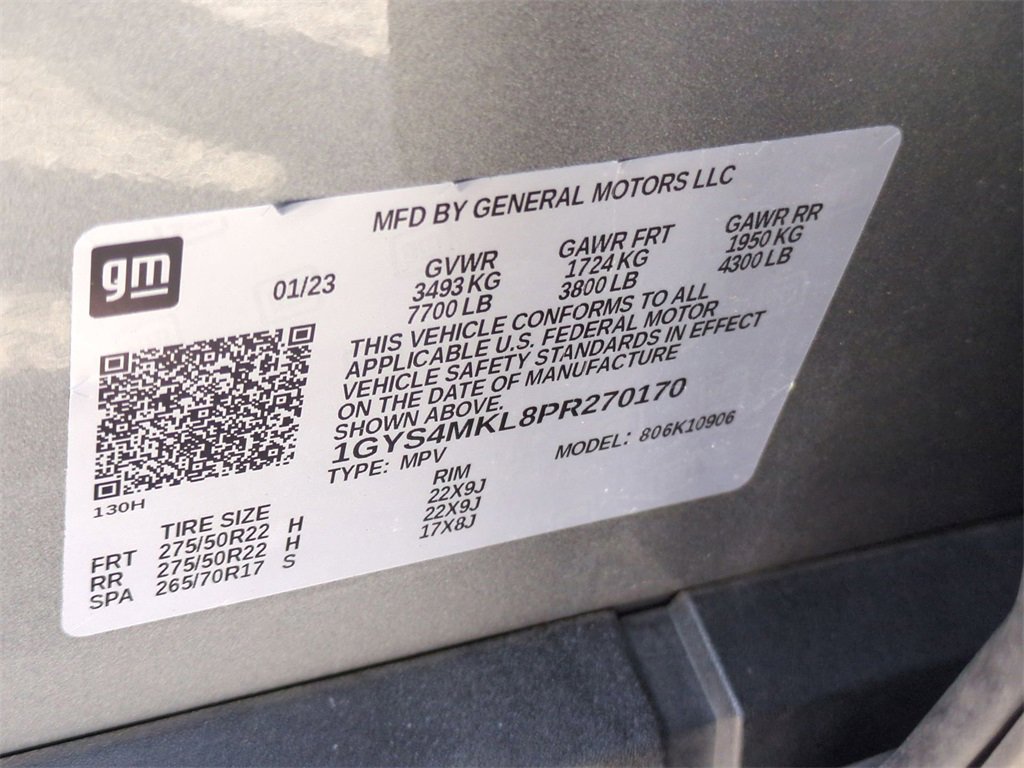 MFD BY GENERAL MOTORS LLC
gm
01/23
GVWR
3493 KG
7700 LB
GAWR FRT
1724 KG
3800 LB
GAWR RR
1950 KG
4300 LB
THIS VEHICLE CONFORMS TO ALL
APPLICABLE U.S. FEDERAL MOTOR
VEHICLE SAFETY STANDARDS IN EFFECT
ON THE DATE OF MANUFACTURE
SHOWN ABOVE.
1GYS4MKL8PR270170
TYPE: MPV
MODEL: 806K10906
130H
TIRE SIZE RIM
FRT 275/50R22 H 22X9J
RR 275/50R22 H 22X9J
SPA 265/70R17 S 17X8J